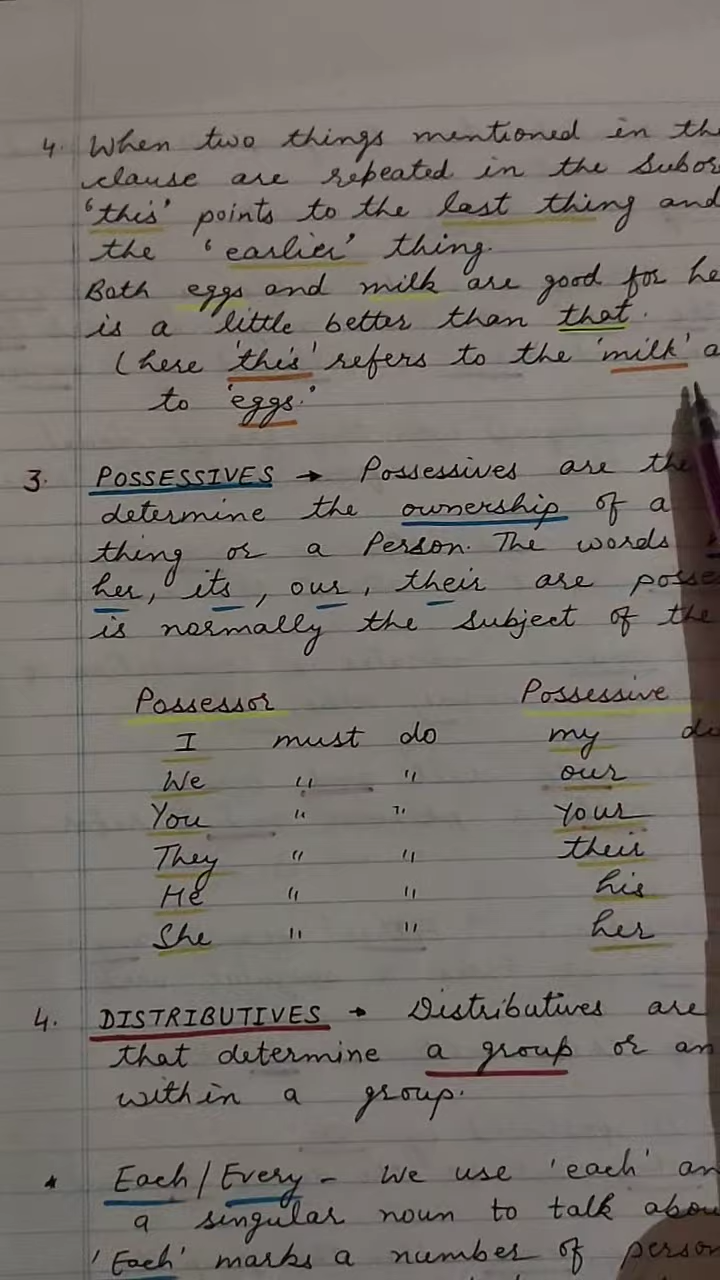 4. When two things mentioned in the
clause are repeated in the subor
'this' points to the last thing and
the 'earlier' thing.
Both eggs and milk are good for he
is a little better than that.
(here 'this' refers to the 'milk' a
to 'eggs.'
3. POSSESSIVES → Possessives are the
determine the ownership of a
thing or a Person. The words
her, its, our, their are posse
is normally the subject of the
Possessor Possessive
I must do my
We " " our
You " " Your
They " " their
He " " his
She " " her
4. DISTRIBUTIVES → Distributives are
that determine a group or an
within a group.
* Each/Every - We use 'each' an
a singular noun to talk abou
'Each' marks a number of person